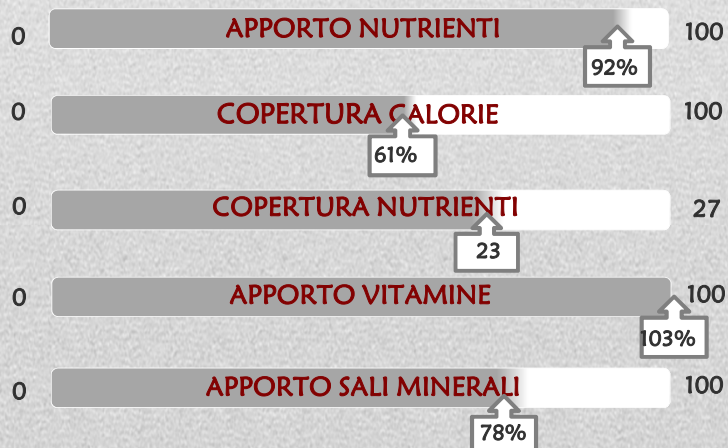 APPORTO NUTRIENTI
0 100
92%
COPERTURA CALORIE
0 100
61%
COPERTURA NUTRIENTI
0 27
23
APPORTO VITAMINE
0 100
103%
APPORTO SALI MINERALI
0 100
78%